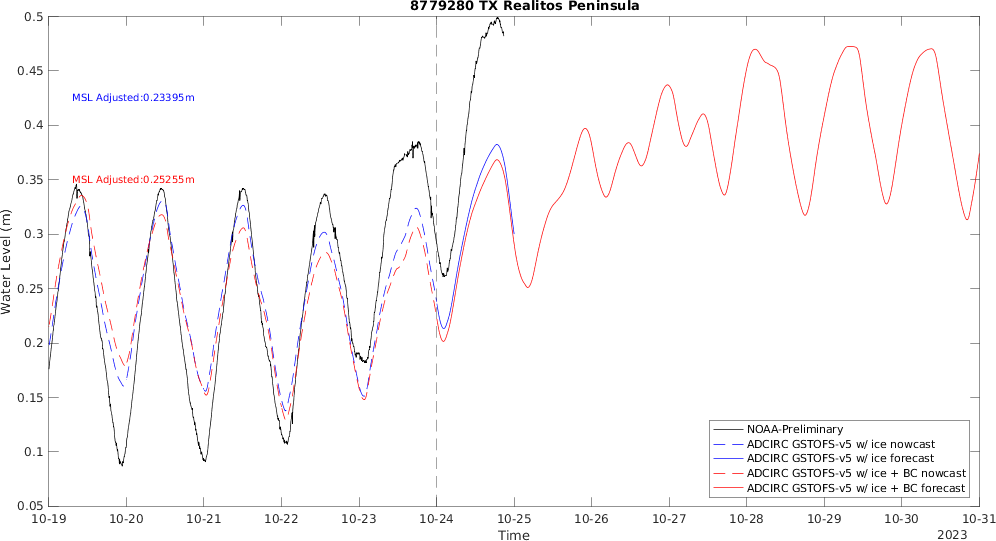 8779280 TX Realitos Peninsula
Water Level (m)
0.5
0.45
0.4
0.35
0.3
0.25
0.2
0.15
0.1
0.05
MSL Adjusted:0.23395m
MSL Adjusted:0.25255m
NOAA-Preliminary
ADCIRC GSTOFS-v5 w/ ice nowcast
ADCIRC GSTOFS-v5 w/ ice forecast
ADCIRC GSTOFS-v5 w/ ice + BC nowcast
ADCIRC GSTOFS-v5 w/ ice + BC forecast
10-19 10-20 10-21 10-22 10-23 10-24 10-25 10-26 10-27 10-28 10-29 10-30 10-31
Time
2023